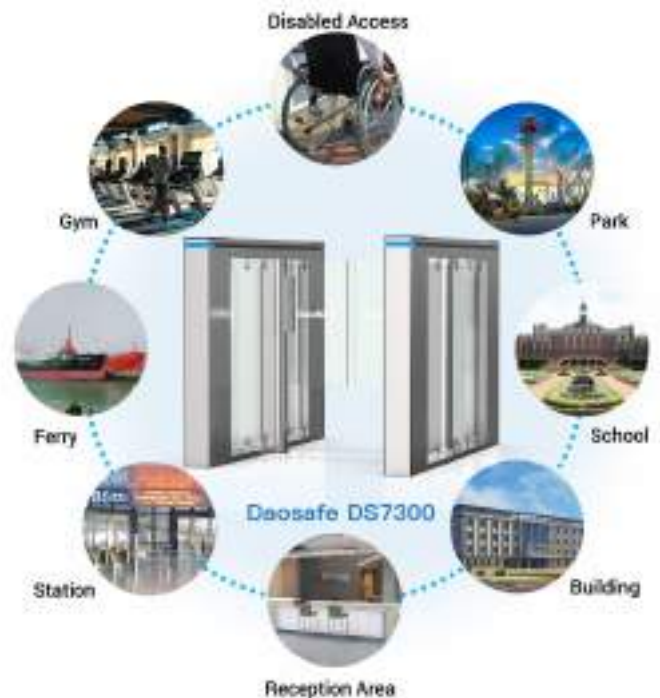 Disabled Access
Gym
Park
Ferry
School
Daosafe DS7300
Station
Building
Reception Area